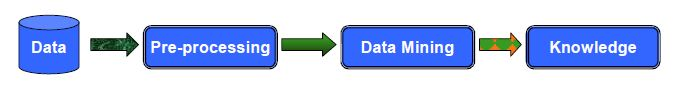 Data
Pre-processing
Data Mining
Knowledge